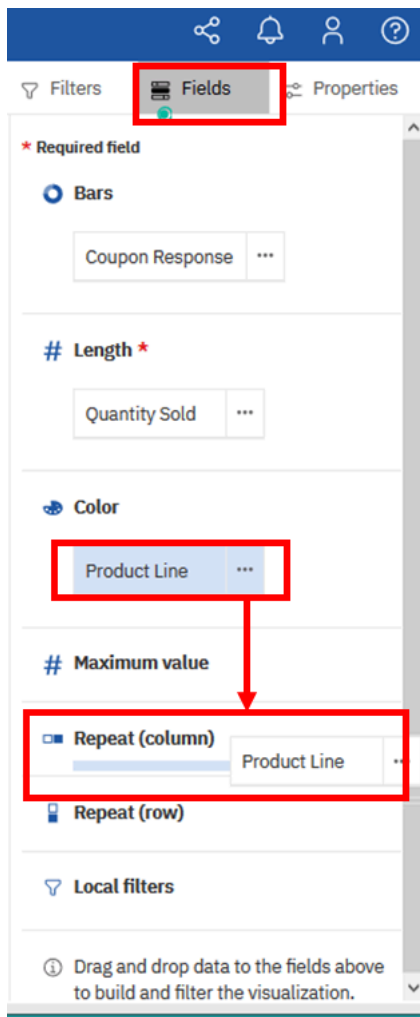 Filters Fields Properties
* Required field
Bars
Coupon Response ...
# Length *
Quantity Sold ...
Color
Product Line ...
# Maximum value
Repeat (column)
Product Line ...
Repeat (row)
Local filters
Drag and drop data to the fields above
to build and filter the visualization.